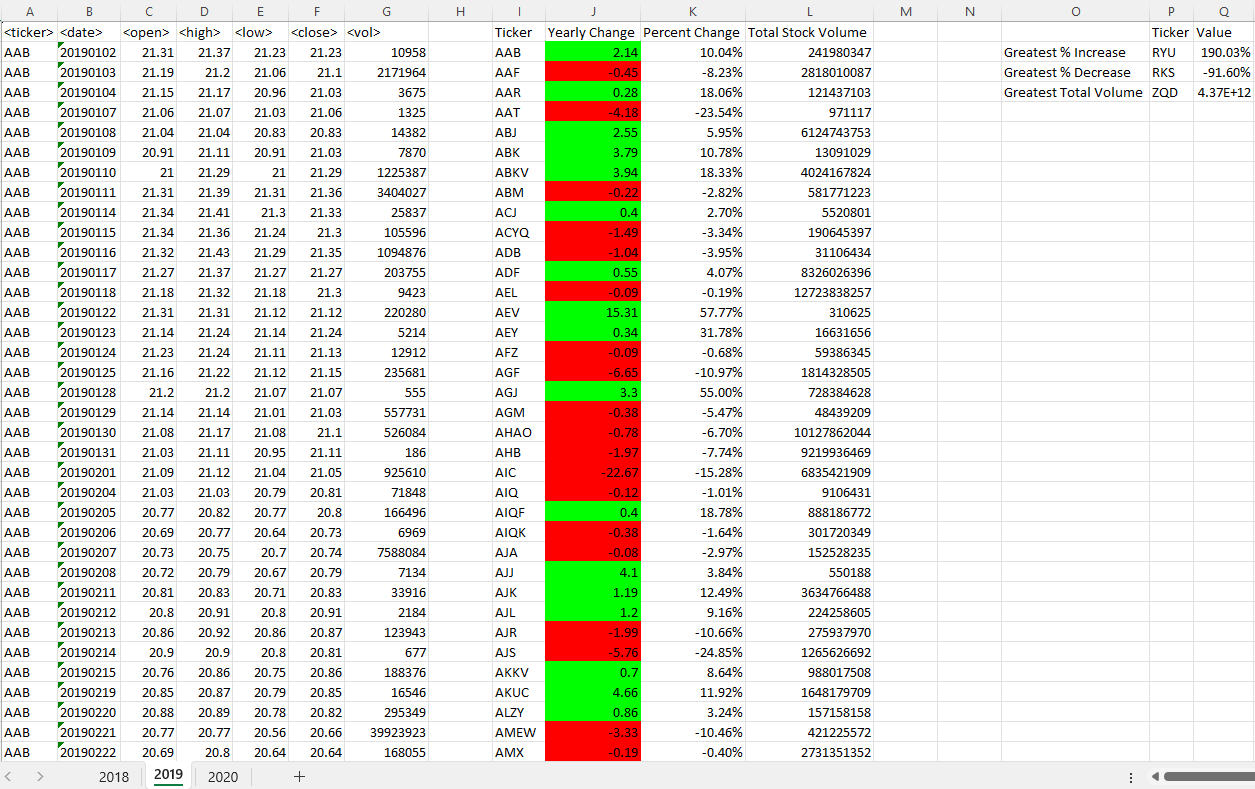 A B C D E F G H I J K L M N O P Q
<ticker> <date> <open> <high> <low> <close> <vol> Ticker Yearly Change Percent Change Total Stock Volume Ticker Value
AAB 20190102 21.31 21.37 21.23 21.23 10958 AAB 2.14 10.04% 241980347 Greatest % Increase RYU 190.03%
AAB 20190103 21.19 21.2 21.06 21.1 2171964 AAF -0.45 -8.23% 2818010087 Greatest % Decrease RKS -91.60%
AAB 20190104 21.15 21.17 20.96 21.03 3675 AAR 0.28 18.06% 121437103 Greatest Total Volume ZQD 4.37E+12
AAB 20190107 21.06 21.07 21.03 21.06 1325 AAT -4.18 -23.54% 971117
AAB 20190108 21.04 21.04 20.83 20.83 14382 ABJ 2.55 5.95% 6124743753
AAB 20190109 20.91 21.11 20.91 21.03 7870 ABK 3.79 10.78% 13091029
AAB 20190110 21 21.29 21 21.29 1225387 ABKV 3.94 18.33% 4024167824
AAB 20190111 21.31 21.39 21.31 21.36 3404027 ABM -0.22 -2.82% 581771223
AAB 20190114 21.34 21.41 21.3 21.33 25837 ACJ 0.4 2.70% 5520801
AAB 20190115 21.34 21.36 21.24 21.3 105596 ACYQ -1.49 -3.34% 190645397
AAB 20190116 21.32 21.43 21.29 21.35 1094876 ADB -1.04 -3.95% 31106434
AAB 20190117 21.27 21.37 21.27 21.27 203755 ADF 0.55 4.07% 8326026396
AAB 20190118 21.18 21.32 21.18 21.3 9423 AEL -0.09 -0.19% 12723838257
AAB 20190122 21.31 21.31 21.12 21.12 220280 AEV 15.31 57.77% 310625
AAB 20190123 21.14 21.24 21.14 21.24 5214 AEY 0.34 31.78% 16631656
AAB 20190124 21.23 21.24 21.11 21.13 12912 AFZ -0.09 -0.68% 59386345
AAB 20190125 21.16 21.22 21.12 21.15 235681 AGF -6.65 -10.97% 1814328505
AAB 20190128 21.2 21.2 21.07 21.07 555 AGJ 3.3 55.00% 728384628
AAB 20190129 21.14 21.14 21.01 21.03 557731 AGM -0.38 -5.47% 48439209
AAB 20190130 21.08 21.17 21.08 21.1 526084 AHAO -0.78 -6.70% 10127862044
AAB 20190131 21.03 21.11 20.95 21.11 186 AHB -1.97 -7.74% 9219936469
AAB 20190201 21.09 21.12 21.04 21.05 925610 AIC -22.67 -15.28% 6835421909
AAB 20190204 21.03 21.03 20.79 20.81 71848 AIQ -0.12 -1.01% 9106431
AAB 20190205 20.77 20.82 20.77 20.8 166496 AIQF 0.4 18.78% 888186772
AAB 20190206 20.69 20.77 20.64 20.73 6969 AIQK -0.38 -1.64% 301720349
AAB 20190207 20.73 20.75 20.7 20.74 7588084 AJA -0.08 -2.97% 152528235
AAB 20190208 20.72 20.79 20.67 20.79 7134 AJJ 4.1 3.84% 550188
AAB 20190211 20.81 20.83 20.71 20.83 33916 AJK 1.19 12.49% 3634766488
AAB 20190212 20.8 20.91 20.8 20.91 2184 AJL 1.2 9.16% 224258605
AAB 20190213 20.86 20.92 20.86 20.87 123943 AJR -1.99 -10.66% 275937970
AAB 20190214 20.9 20.9 20.8 20.81 677 AJS -5.76 -24.85% 1265626692
AAB 20190215 20.76 20.86 20.75 20.86 188376 AKKV 0.7 8.64% 988017508
AAB 20190219 20.85 20.87 20.79 20.85 16546 AKUC 4.66 11.92% 1648179709
AAB 20190220 20.88 20.89 20.78 20.82 295349 ALZY 0.86 3.24% 157158158
AAB 20190221 20.77 20.77 20.56 20.66 39923923 AMEW -3.33 -10.46% 421225572
AAB 20190222 20.69 20.8 20.64 20.64 168055 AMX -0.19 -0.40% 2731351352
2018 2019 2020